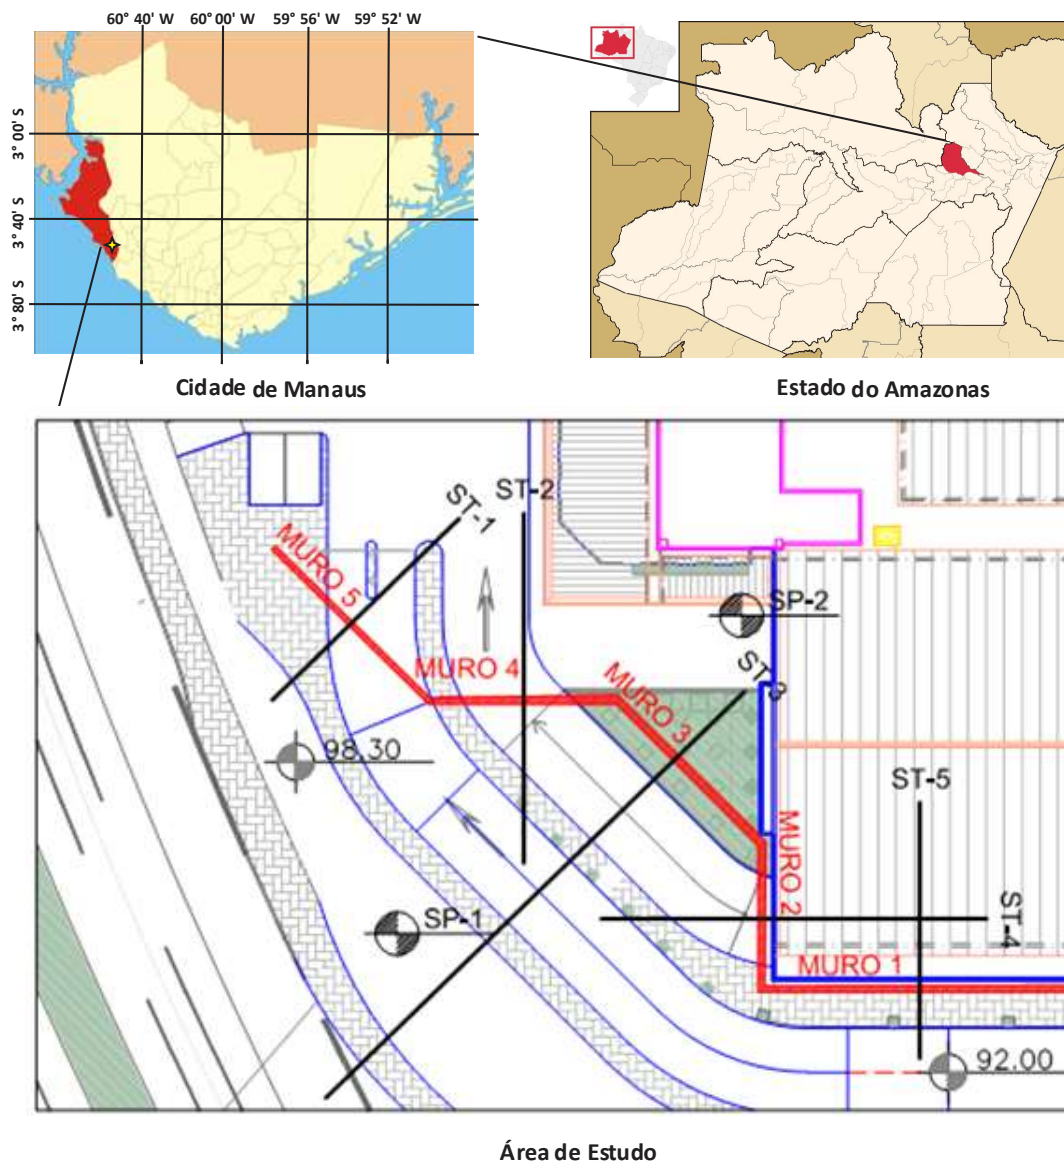 60° 40' W 60° 00' W 59° 56' W 59° 52' W
3° 00' S
3° 40' S
3° 80' S
Cidade de Manaus
Estado do Amazonas
ST-1
ST-2
MURO 5
SP-2
MURO 4
MURO 3
ST-3
98.30
ST-5
MURO 2
SP-1
ST-4
MURO 1
92.00
Área de Estudo